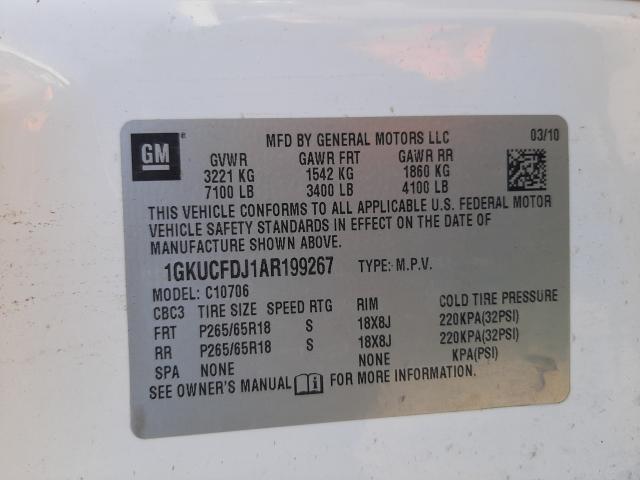 GM ® MFD BY GENERAL MOTORS LLC 03/10
GVWR GAWR FRT GAWR RR
3221 KG 1542 KG 1860 KG
7100 LB 3400 LB 4100 LB
THIS VEHICLE CONFORMS TO ALL APPLICABLE U.S. FEDERAL MOTOR
VEHICLE SAFETY STANDARDS IN EFFECT ON THE DATE OF
MANUFACTURE SHOWN ABOVE.
1GKUCFDJ1AR199267 TYPE: M.P.V.
MODEL: C10706
CBC3 TIRE SIZE SPEED RTG RIM COLD TIRE PRESSURE
FRT P265/65R18 S 18X8J 220KPA(32PSI)
RR P265/65R18 S 18X8J 220KPA(32PSI)
SPA NONE NONE KPA(PSI)
SEE OWNER'S MANUAL FOR MORE INFORMATION.